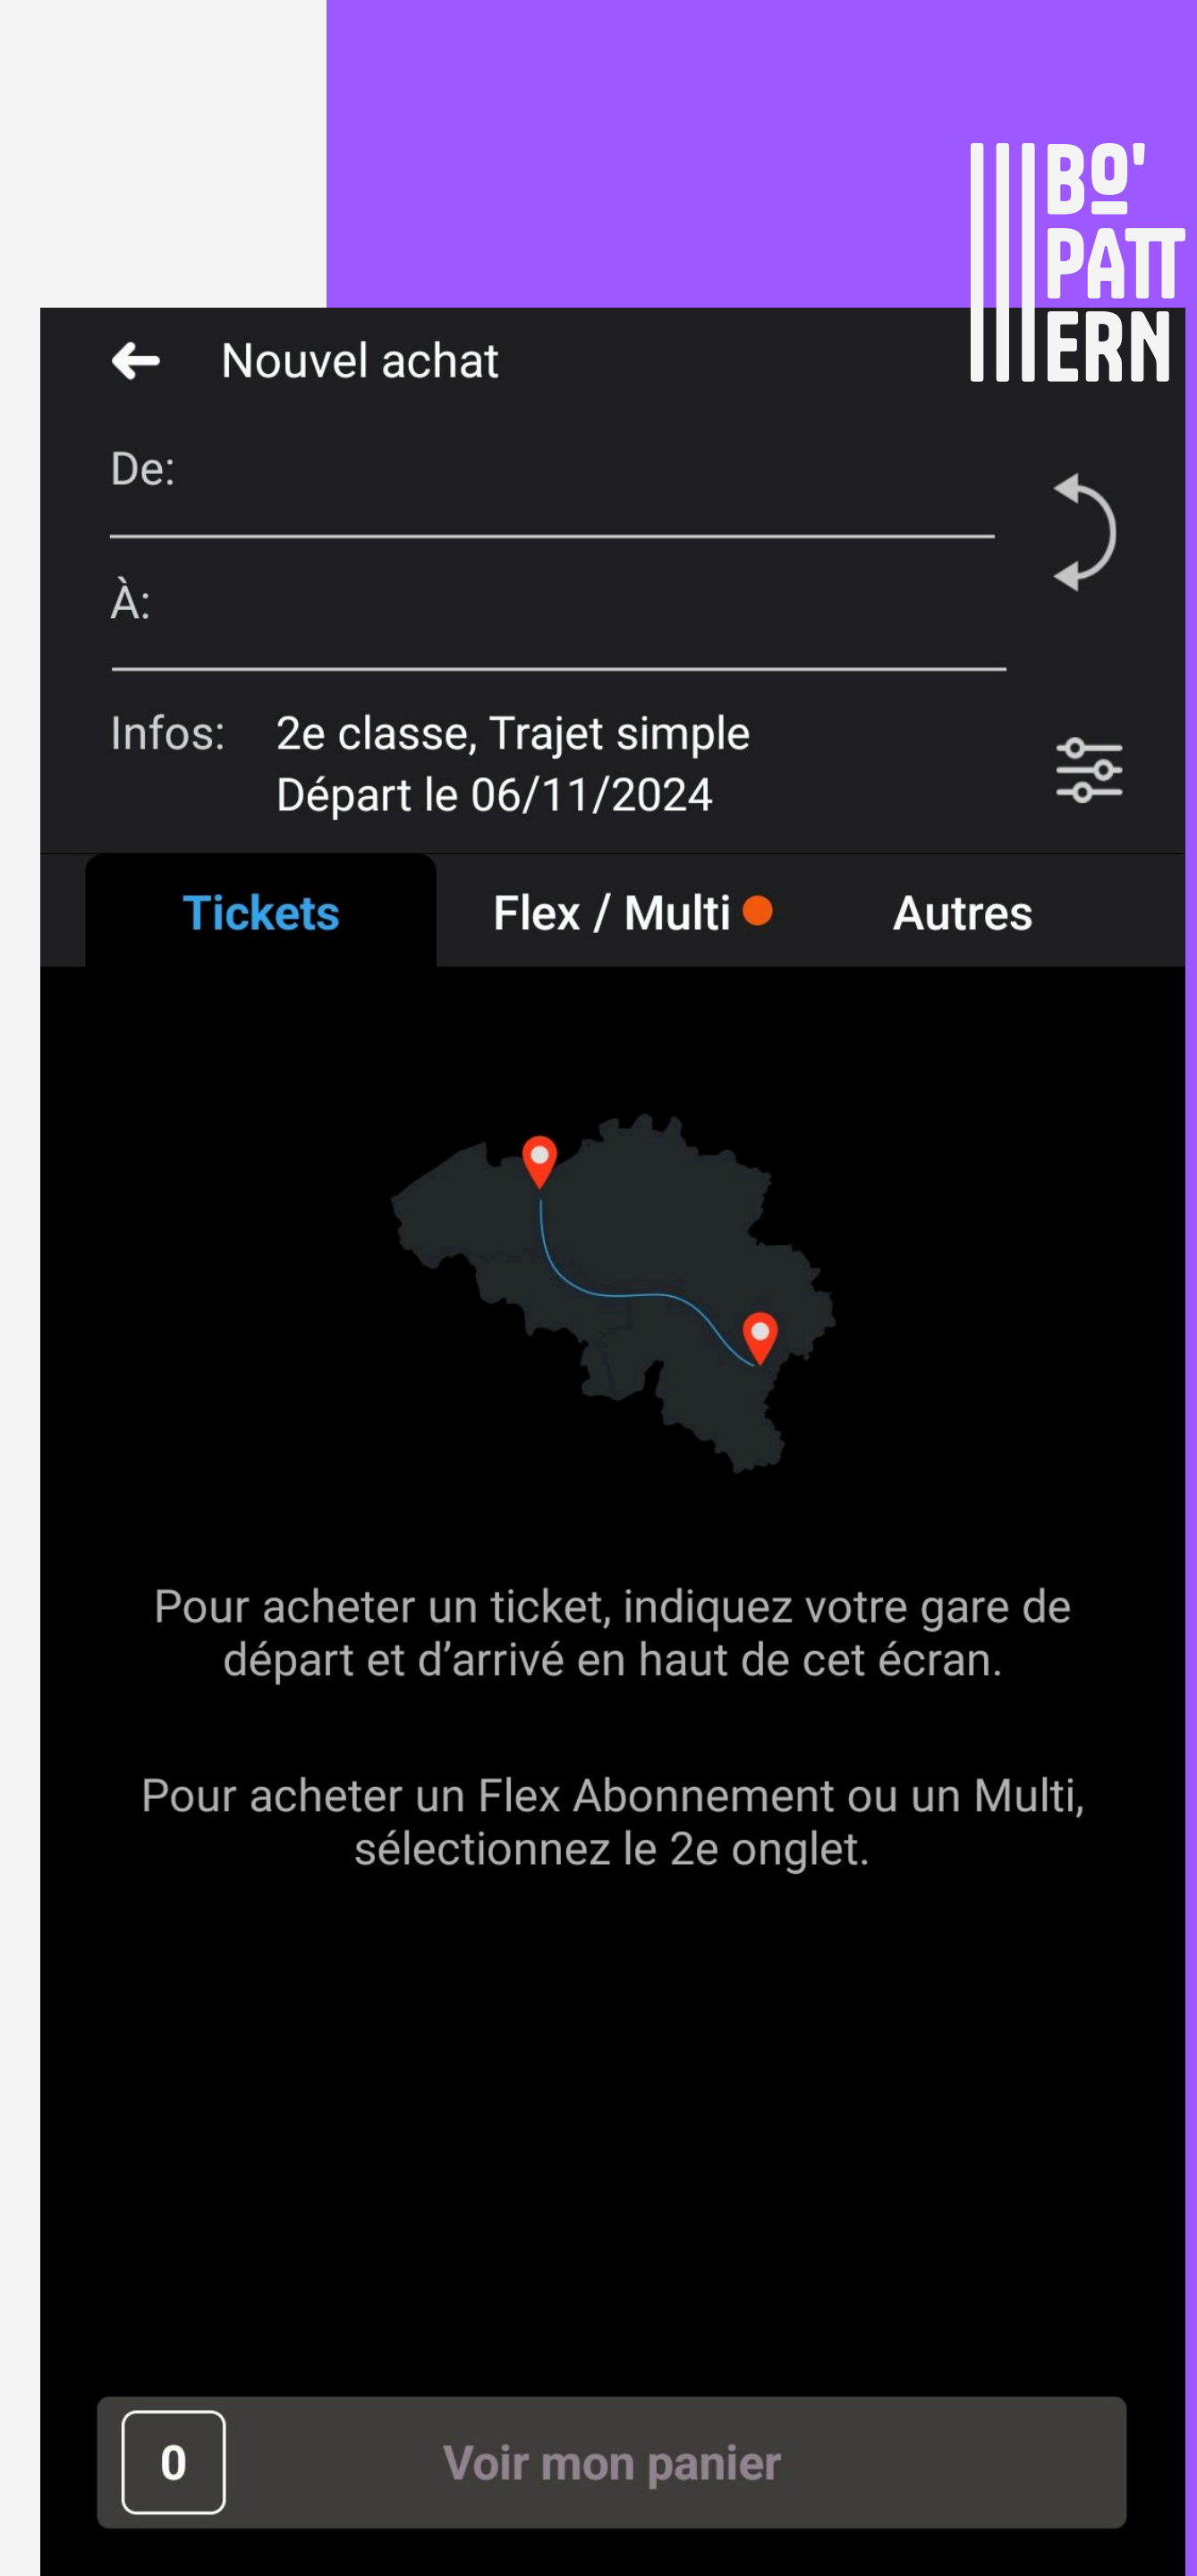 BO'
PATT
ERN
Nouvel achat
De:
À:
Infos: 2e classe, Trajet simple
Départ le 06/11/2024
Tickets Flex / Multi Autres
Pour acheter un ticket, indiquez votre gare de
départ et d’arrivé en haut de cet écran.
Pour acheter un Flex Abonnement ou un Multi,
sélectionnez le 2e onglet.
0 Voir mon panier